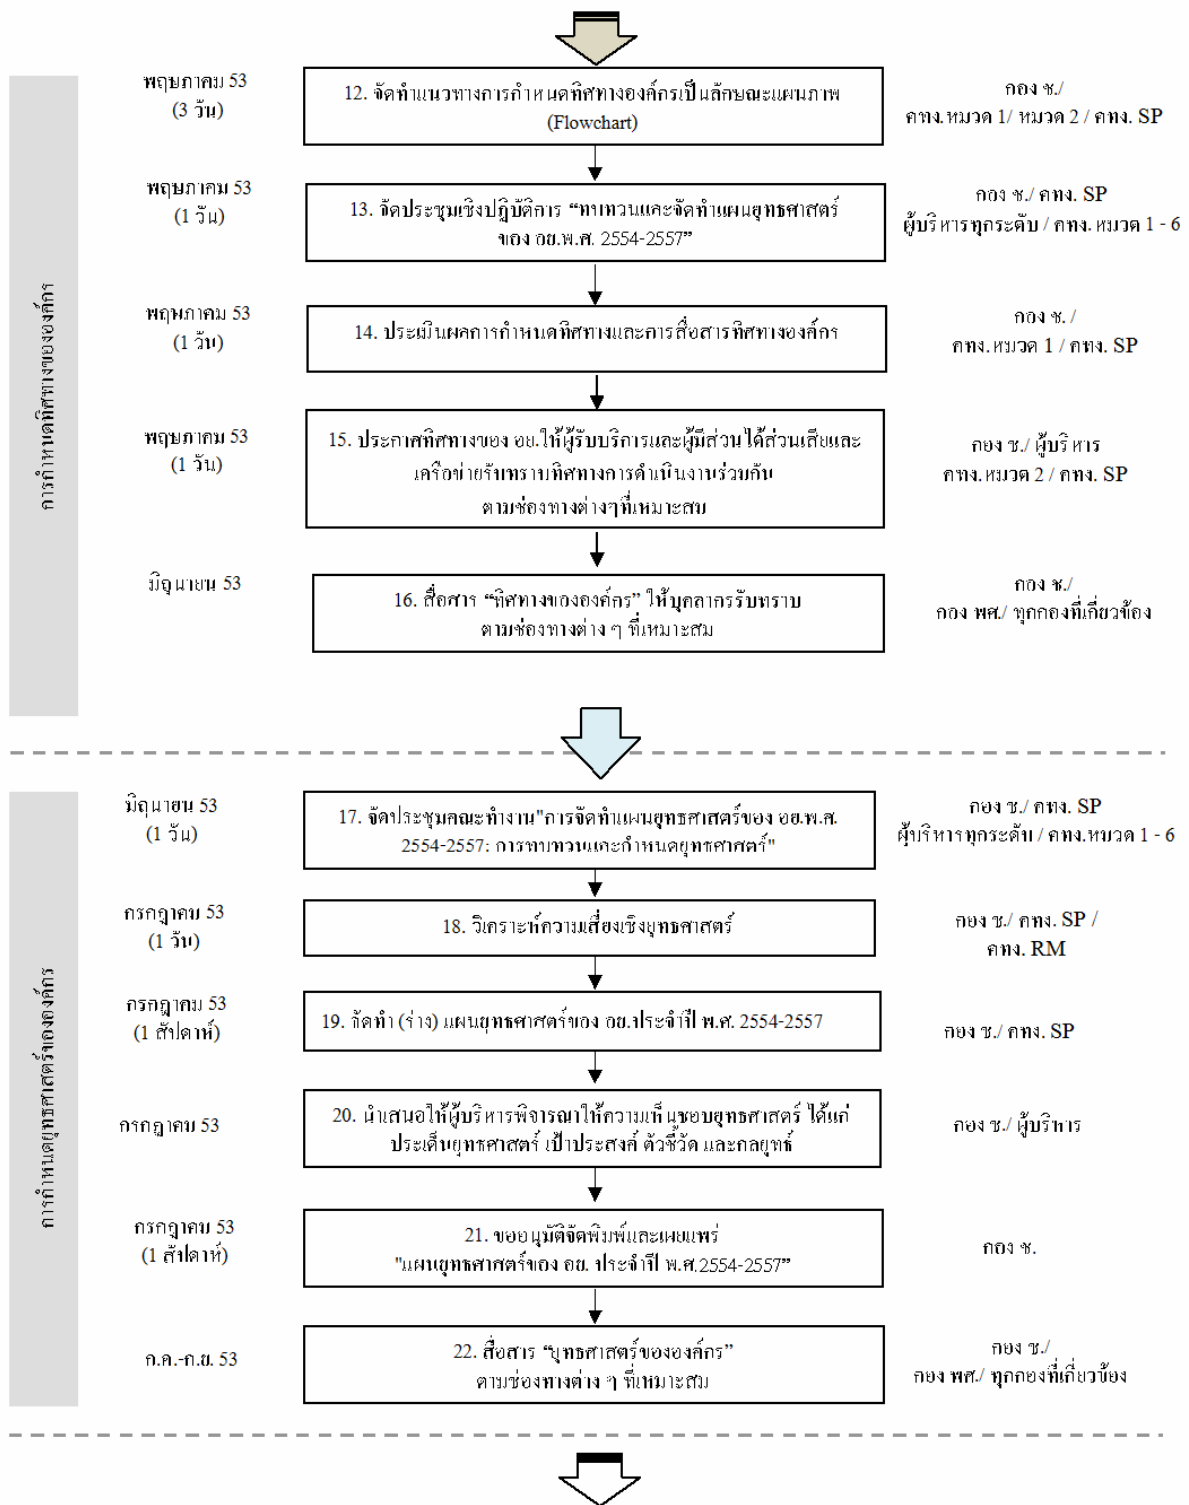 การกำหนดทิศทางขององค์กร
พฤษภาคม 53
(3 วัน)
12. จัดทำแนวทางการกำหนดทิศทางองค์กรเป็นลักษณะแผนภาพ
(Flowchart)
กอง ช./
คทง.หมวด 1/ หมวด 2 / คทง. SP
พฤษภาคม 53
(1 วัน)
13. จัดประชุมเชิงปฏิบัติการ “ทบทวนและจัดทำแผนยุทธศาสตร์
ของ อย.พ.ศ. 2554-2557”
กอง ช./ คทง. SP
ผู้บริหารทุกระดับ / คทง.หมวด 1 - 6
พฤษภาคม 53
(1 วัน)
14. ประเมินผลการกำหนดทิศทางและการสื่อสารทิศทางองค์กร
กอง ช./
คทง.หมวด 1 / คทง. SP
พฤษภาคม 53
(1 วัน)
15. ประกาศทิศทางของ อย.ให้ผู้รับบริการและผู้มีส่วนได้ส่วนเสียและ
เครือข่ายรับทราบทิศทางการดำเนินงานร่วมกัน
ตามช่องทางต่างๆที่เหมาะสม
กอง ช./ ผู้บริหาร
คทง.หมวด 2 / คทง. SP
มิถุนายน 53
16. สื่อสาร “ทิศทางขององค์กร” ให้บุคลากรรับทราบ
ตามช่องทางต่าง ๆ ที่เหมาะสม
กอง ช./
กอง พศ./ ทุกกองที่เกี่ยวข้อง
การกำหนดยุทธศาสตร์ขององค์กร
มิถุนายน 53
(1 วัน)
17. จัดประชุมคณะทำงาน"การจัดทำแผนยุทธศาสตร์ของ อย.พ.ศ.
2554-2557: การทบทวนและกำหนดยุทธศาสตร์"
กอง ช./ คทง. SP
ผู้บริหารทุกระดับ / คทง.หมวด 1 - 6
กรกฎาคม 53
(1 วัน)
18. วิเคราะห์ความเสี่ยงเชิงยุทธศาสตร์
กอง ช./ คทง. SP /
คทง. RM
กรกฎาคม 53
(1 สัปดาห์)
19. จัดทำ (ร่าง) แผนยุทธศาสตร์ของ อย.ประจำปี พ.ศ. 2554-2557
กอง ช./ คทง. SP
กรกฎาคม 53
20. นำเสนอให้ผู้บริหารพิจารณาให้ความเห็นชอบยุทธศาสตร์ ได้แก่
ประเด็นยุทธศาสตร์ เป้าประสงค์ ตัวชี้วัด และกลยุทธ์
กอง ช./ ผู้บริหาร
กรกฎาคม 53
(1 สัปดาห์)
21. ขออนุมัติจัดพิมพ์และเผยแพร่
"แผนยุทธศาสตร์ของ อย. ประจำปี พ.ศ.2554-2557”
กอง ช.
ก.ค.-ก.ย. 53
22. สื่อสาร “ยุทธศาสตร์ขององค์กร”
ตามช่องทางต่าง ๆ ที่เหมาะสม
กอง ช./
กอง พศ./ ทุกกองที่เกี่ยวข้อง